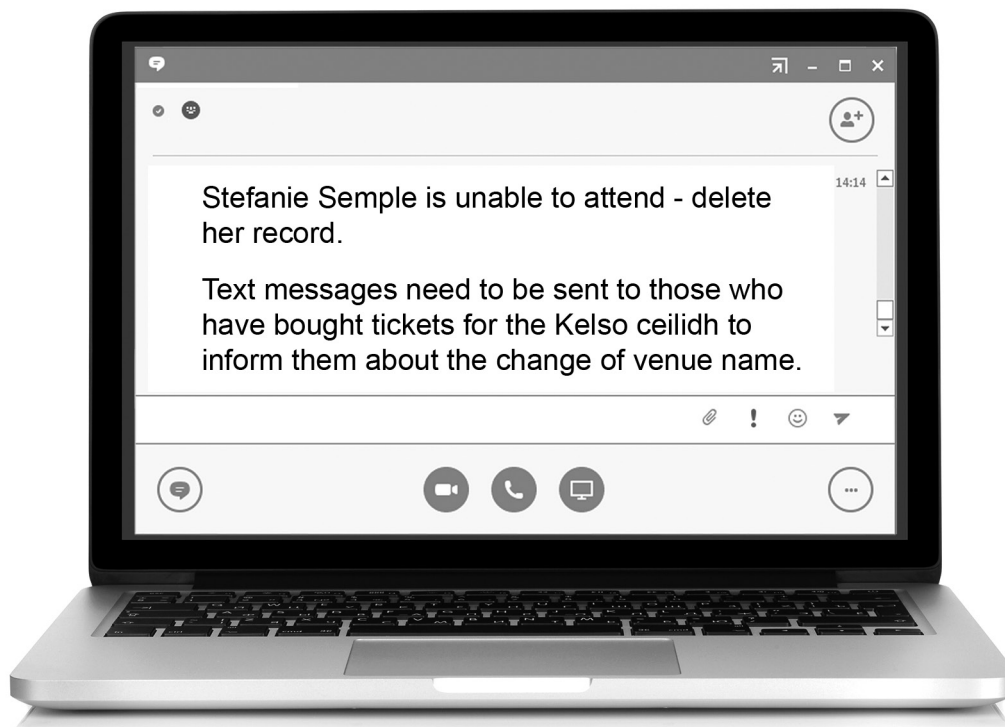 14:14
Stefanie Semple is unable to attend - delete
her record.
Text messages need to be sent to those who
have bought tickets for the Kelso ceilidh to
inform them about the change of venue name.